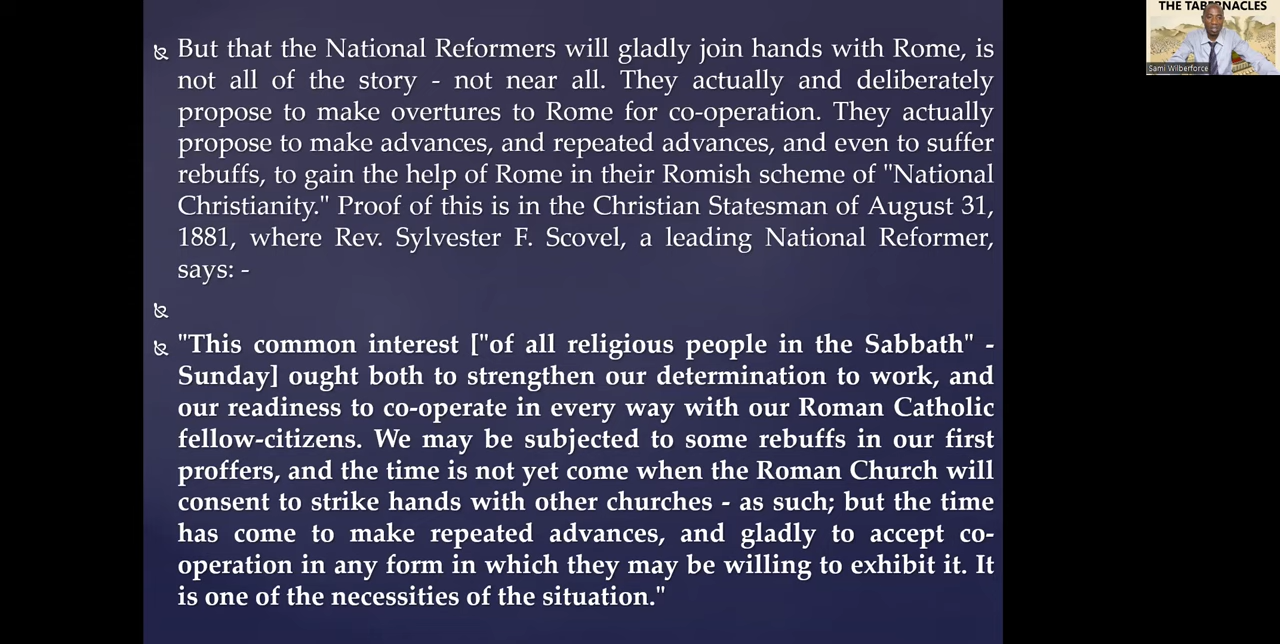 THE TABERNACLES
Sami Wilberforce
But that the National Reformers will gladly join hands with Rome, is
not all of the story - not near all. They actually and deliberately
propose to make overtures to Rome for co-operation. They actually
propose to make advances, and repeated advances, and even to suffer
rebuffs, to gain the help of Rome in their Romish scheme of "National
Christianity." Proof of this is in the Christian Statesman of August 31,
1881, where Rev. Sylvester F. Scovel, a leading National Reformer,
says: -
"This common interest ["of all religious people in the Sabbath" -
Sunday] ought both to strengthen our determination to work, and
our readiness to co-operate in every way with our Roman Catholic
fellow-citizens. We may be subjected to some rebuffs in our first
proffers, and the time is not yet come when the Roman Church will
consent to strike hands with other churches - as such; but the time
has come to make repeated advances, and gladly to accept co-
operation in any form in which they may be willing to exhibit it. It
is one of the necessities of the situation."